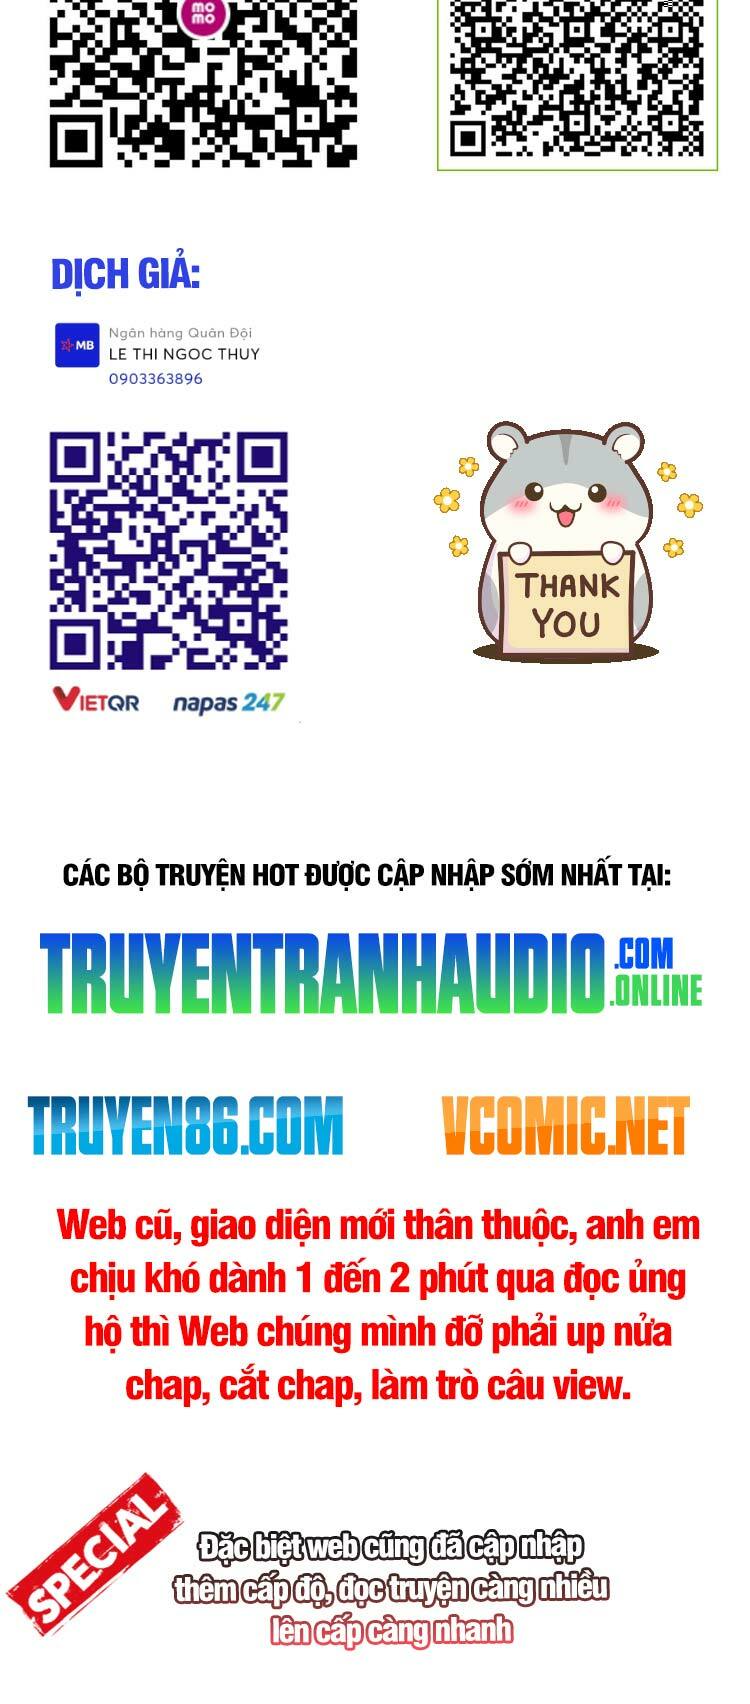 mo
mo
DỊCH GIẢ:
MB
Ngân hàng Quân Đội
LE THI NGOC THUY
0903363896
THANK
YOU
VIETQR napas 247
CÁC BỘ TRUYỆN HOT ĐƯỢC CẬP NHẬP SỚM NHẤT TẠI:
TRUYENTRANHAUDIO .COM
.ONLINE
TRUYEN86.COM VCOMIC.NET
Web cũ, giao diện mới thân thuộc, anh em
chịu khó dành 1 đến 2 phút qua đọc ủng
hộ thì Web chúng mình đỡ phải up nửa
chap, cắt chap, làm trò câu view.
SPECIAL
Đặc biệt web cũng đã cập nhập
thêm cấp độ, đọc truyện càng nhiều
lên cấp càng nhanh